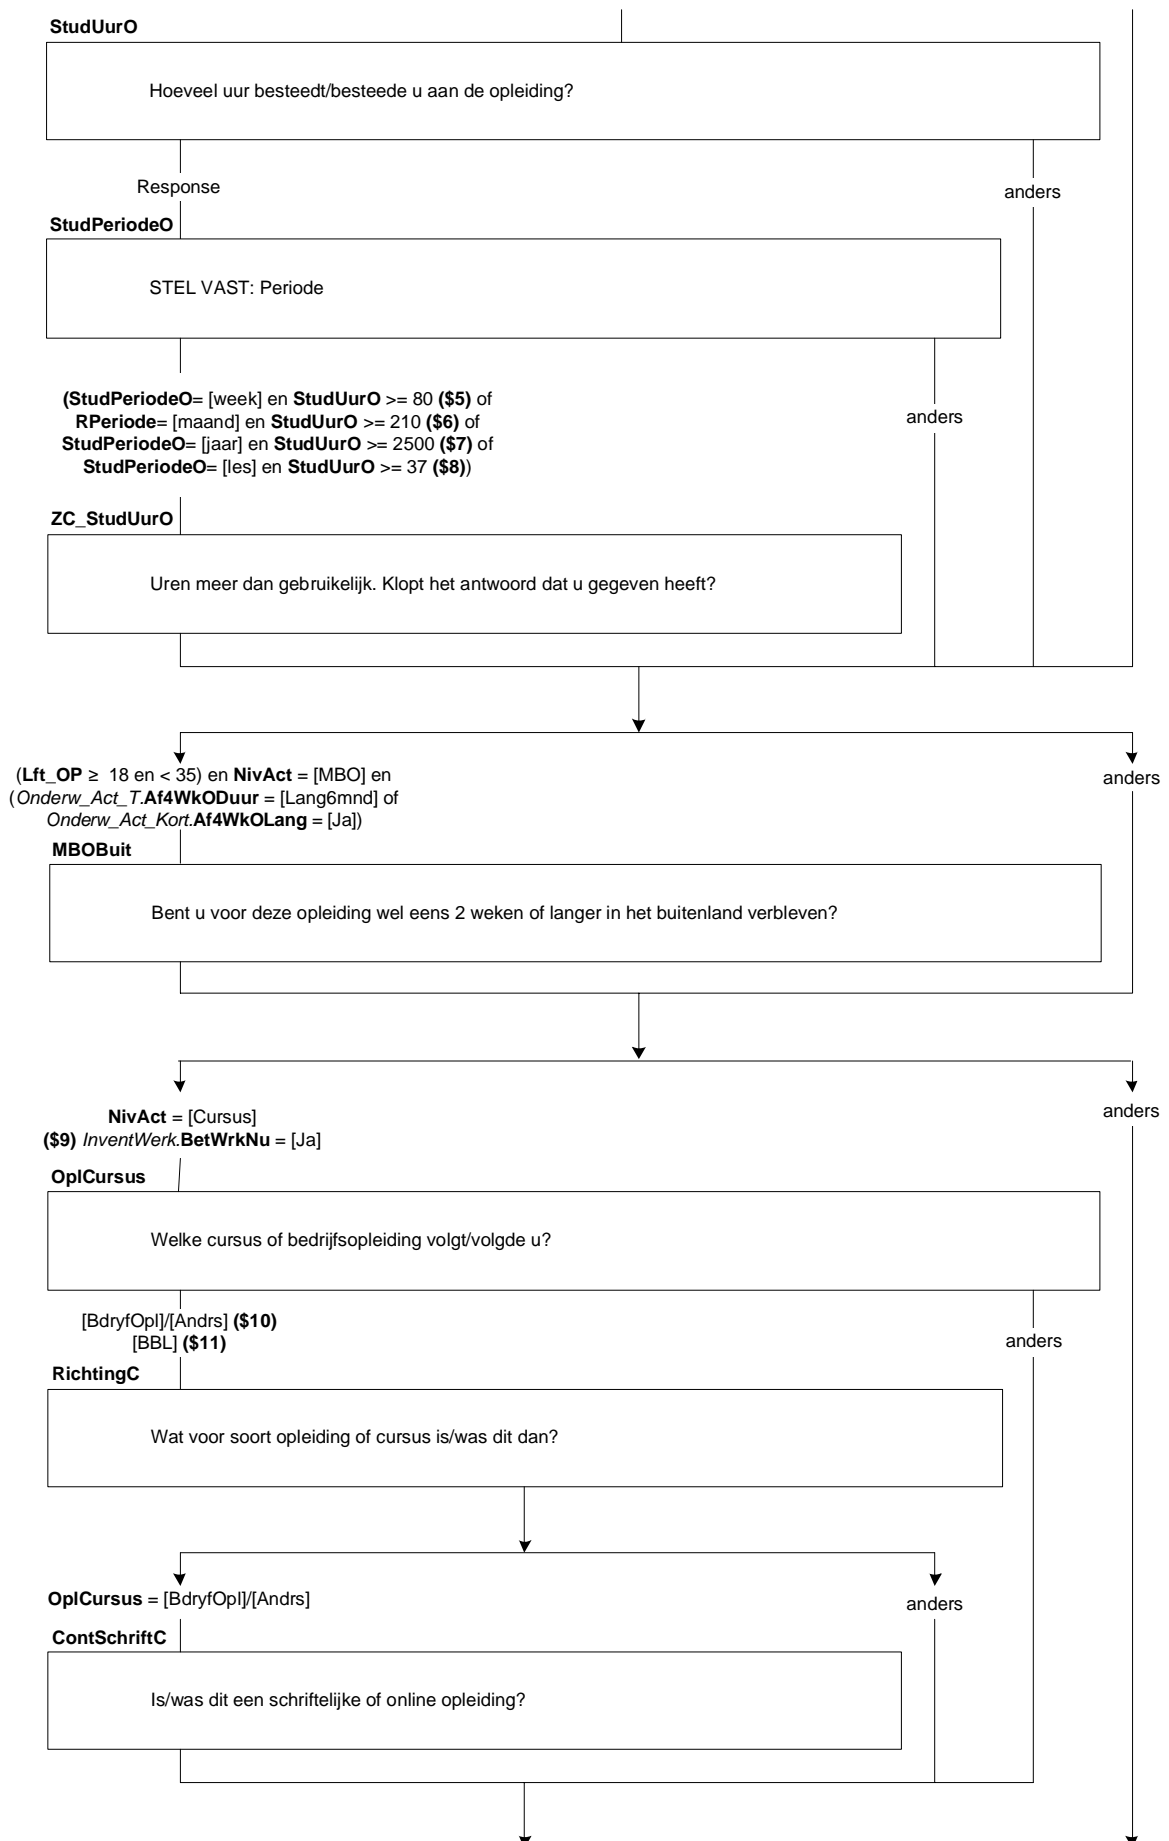 StudUurO
Hoeveel uur besteedt/besteede u aan de opleiding?
Response
anders
StudPeriodeO
STEL VAST: Periode
(StudPeriodeO= [week] en StudUurO >= 80 ($5) of
RPeriode= [maand] en StudUurO >= 210 ($6) of
StudPeriodeO= [jaar] en StudUurO >= 2500 ($7) of
StudPeriodeO= [les] en StudUurO >= 37 ($8))
anders
ZC_StudUurO
Uren meer dan gebruikelijk. Klopt het antwoord dat u gegeven heeft?
(Lft_OP ≥ 18 en < 35) en NivAct = [MBO] en
(Onderw_Act_T.Af4WkODuur = [Lang6mnd] of
Onderw_Act_Kort.Af4WkOLang = [Ja])
anders
MBOBuit
Bent u voor deze opleiding wel eens 2 weken of langer in het buitenland verbleven?
NivAct = [Cursus]
($9) InventWerk.BetWrkNu = [Ja]
anders
OplCursus
Welke cursus of bedrijfsopleiding volgt/volgde u?
[BdryfOpl]/[Andrs] ($10)
[BBL] ($11)
anders
RichtingC
Wat voor soort opleiding of cursus is/was dit dan?
OplCursus = [BdryfOpl]/[Andrs]
anders
ContSchriftC
Is/was dit een schriftelijke of online opleiding?